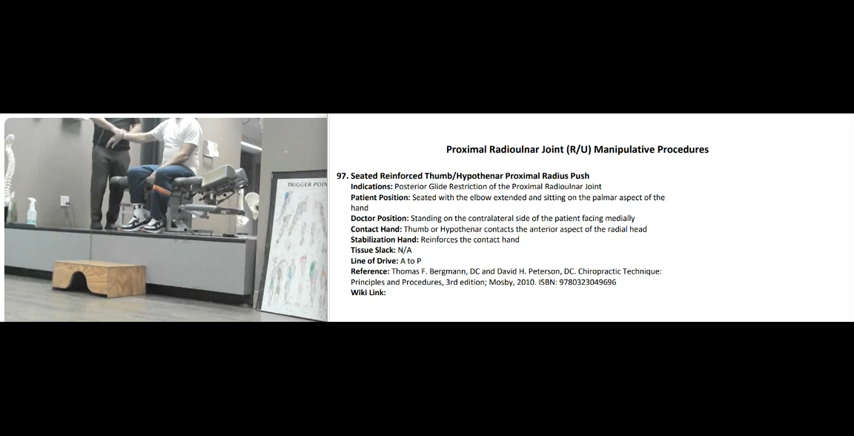 TRIGGER POIN
Proximal Radioulnar Joint (R/U) Manipulative Procedures
97. Seated Reinforced Thumb/Hypothenar Proximal Radius Push
Indications: Posterior Glide Restriction of the Proximal Radioulnar Joint
Patient Position: Seated with the elbow extended and sitting on the palmar aspect of the
hand
Doctor Position: Standing on the contralateral side of the patient facing medially
Contact Hand: Thumb or Hypothenar contacts the anterior aspect of the radial head
Stabilization Hand: Reinforces the contact hand
Tissue Slack: N/A
Line of Drive: A to P
Reference: Thomas F. Bergmann, DC and David H. Peterson, DC. Chiropractic Technique:
Principles and Procedures, 3rd edition; Mosby, 2010. ISBN: 9780323049696
Wiki Link: